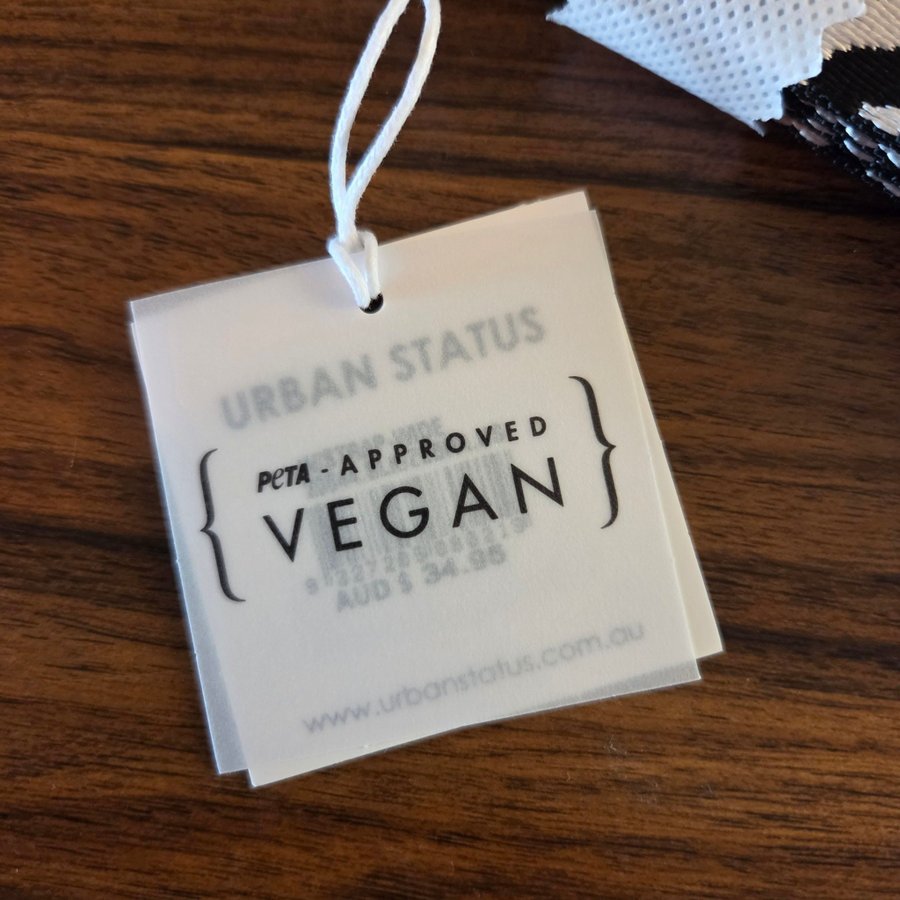 URBAN STATUS
PETA-APPROVED
VEGAN
AUD $ 34.95
www.urbanstatus.com.au